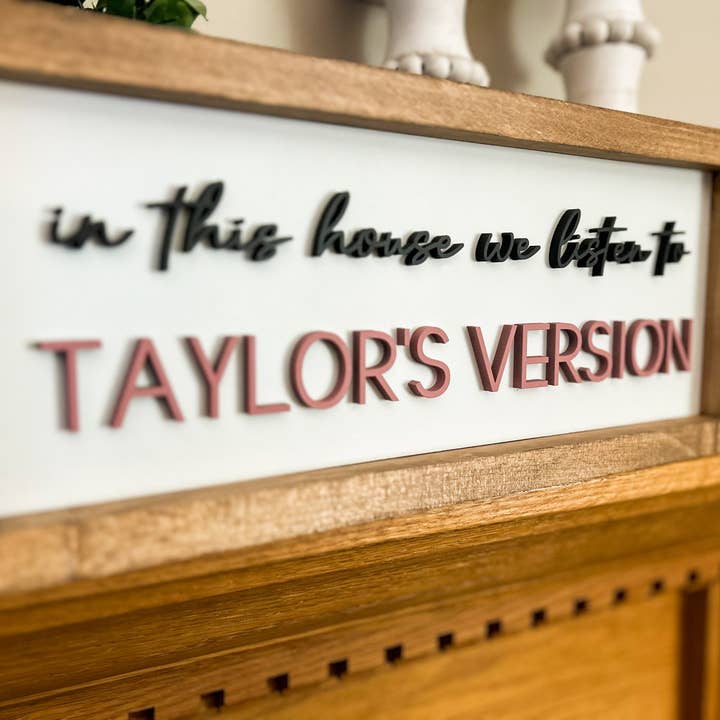 in this house we listen to
TAYLOR'S VERSION